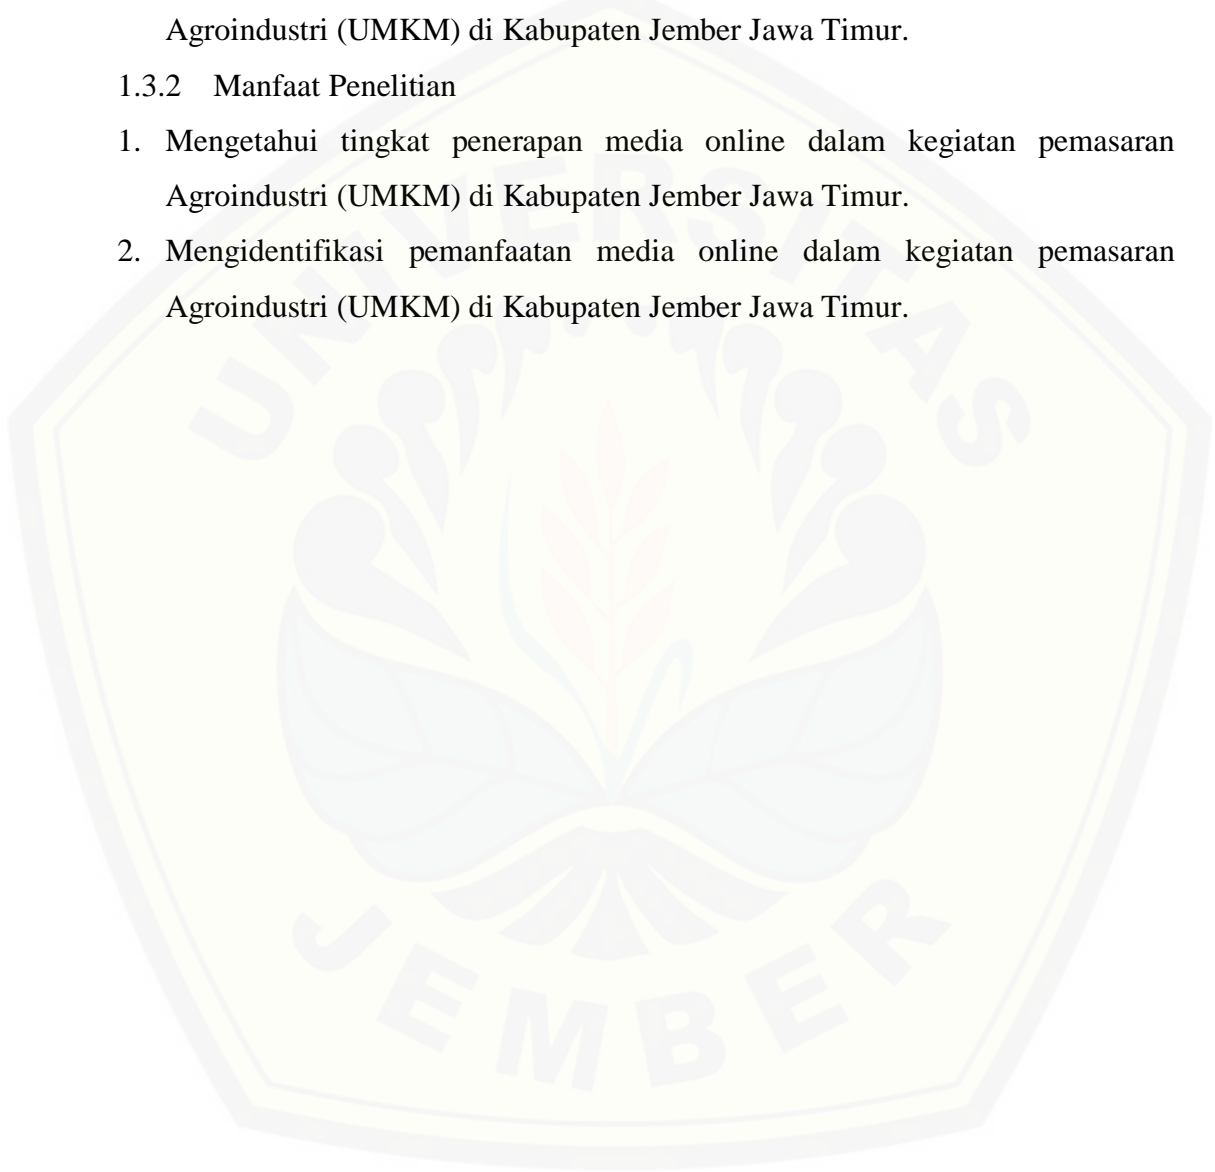 Agroindustri (UMKM) di Kabupaten Jember Jawa Timur.
1.3.2 Manfaat Penelitian
1. Mengetahui tingkat penerapan media online dalam kegiatan pemasaran
Agroindustri (UMKM) di Kabupaten Jember Jawa Timur.
2. Mengidentifikasi pemanfaatan media online dalam kegiatan pemasaran
Agroindustri (UMKM) di Kabupaten Jember Jawa Timur.
UNIVERSITAS
JEMBER